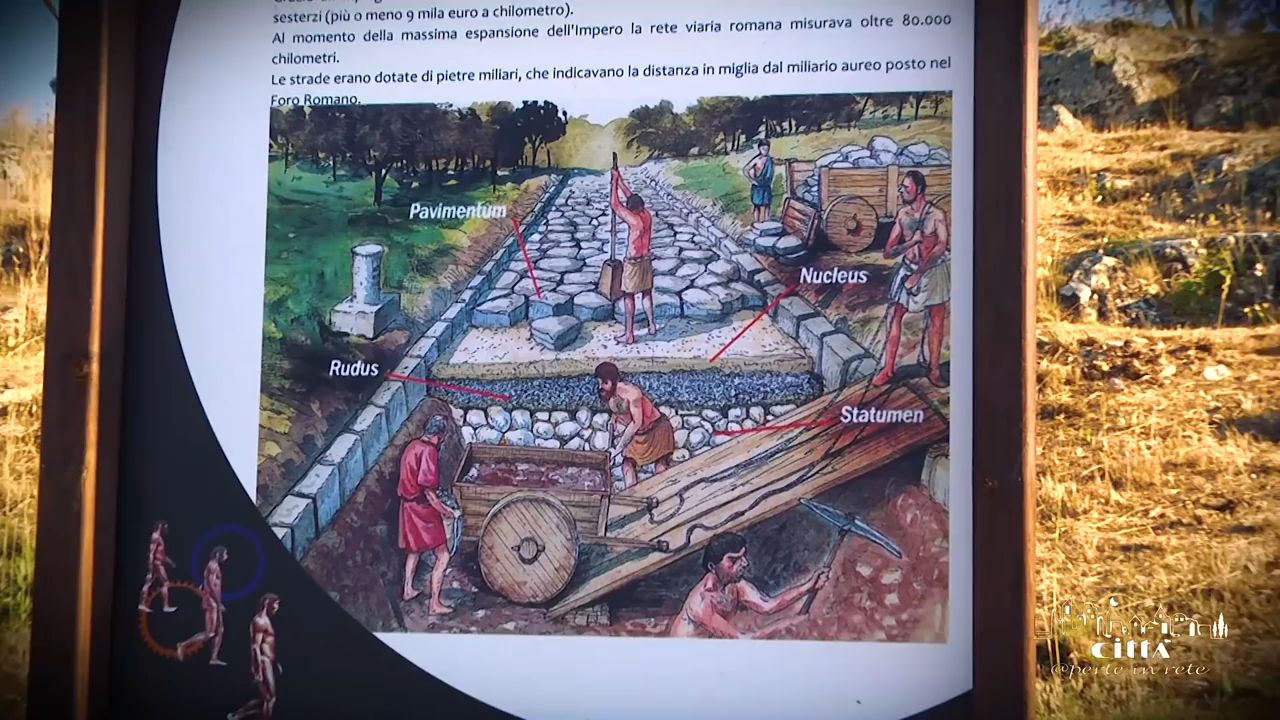 sesterzi (più o meno 9 mila euro a chilometro).
Al momento della massima espansione dell'Impero la rete viaria romana misurava oltre 80.000
chilometri.
Le strade erano dotate di pietre miliari, che indicavano la distanza in miglia dal miliario aureo posto nel
Foro Romano.
Pavimentum
Nucleus
Rudus
Statumen
CITTÀ
@perte in rete